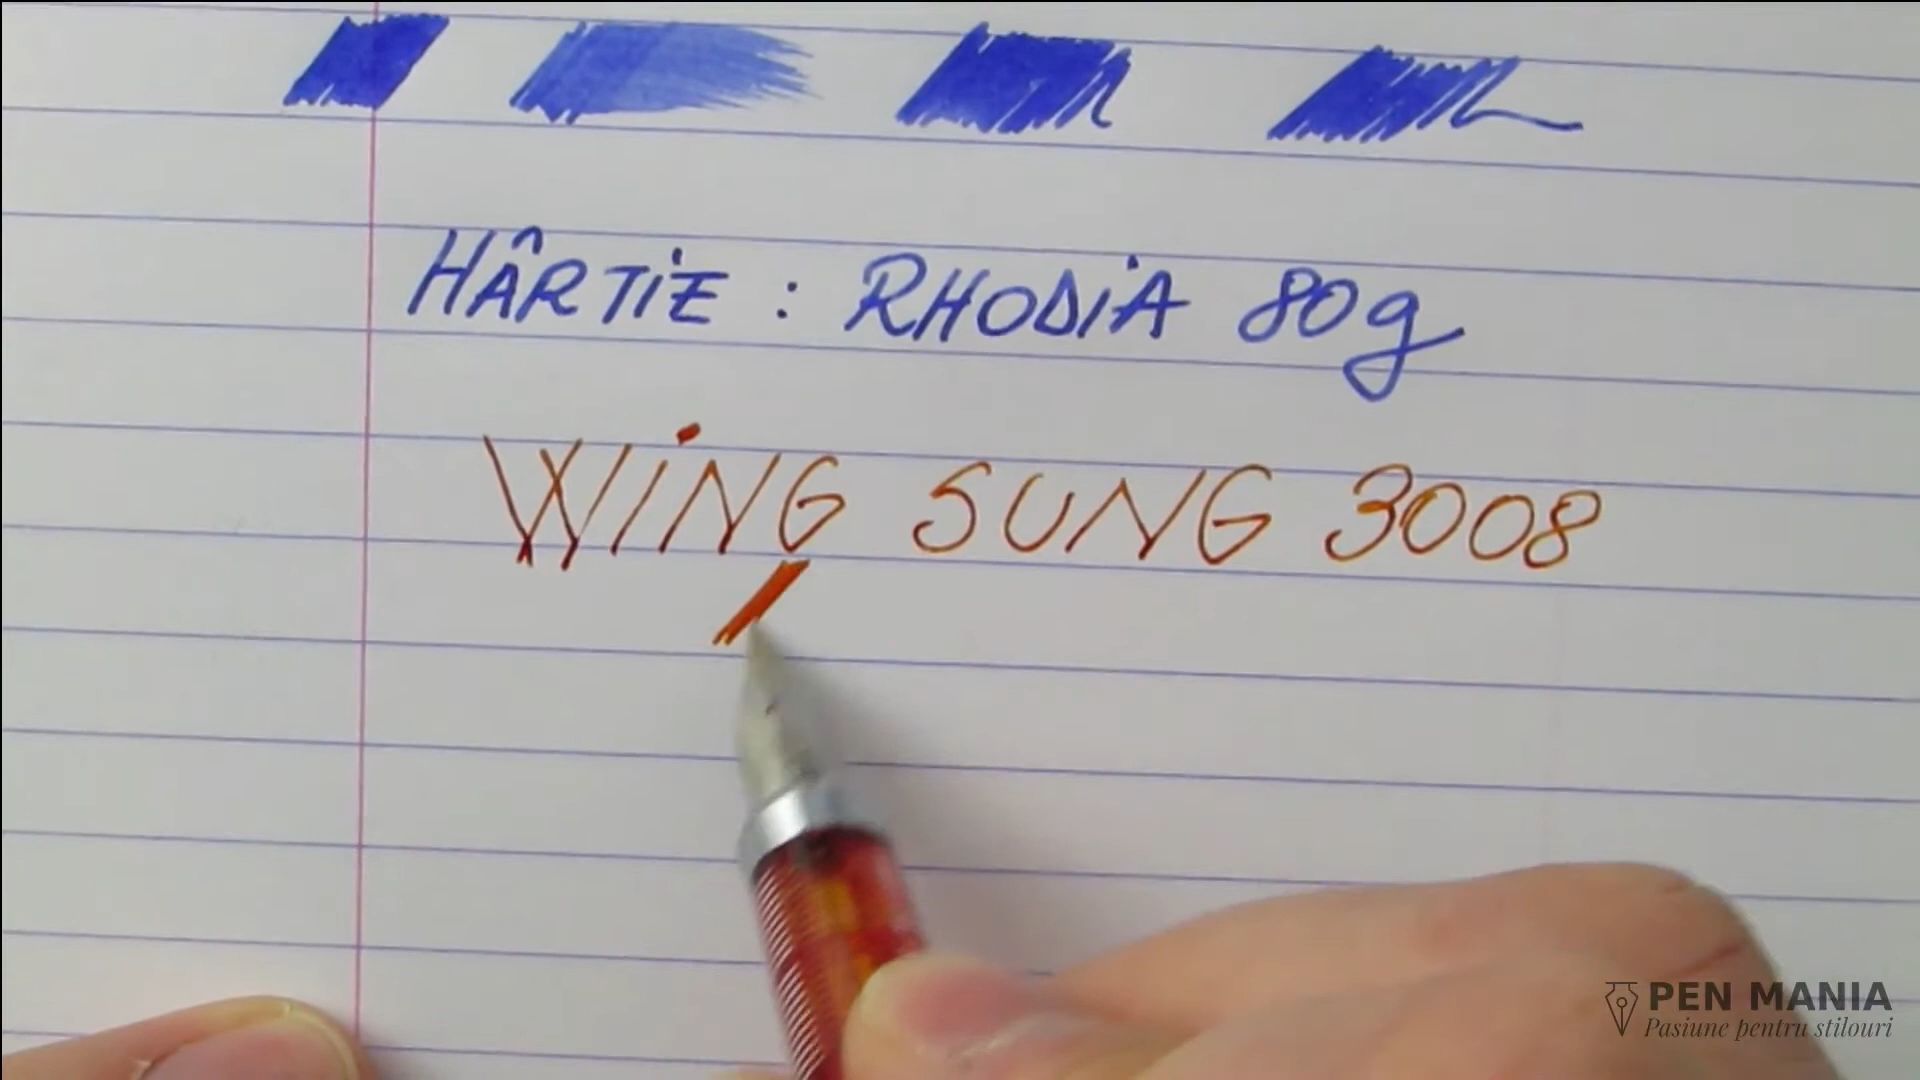 HÂRTiE : RHODiA 80g
WiNG SUNG 3008
PEN MANIA
Pasiune pentru stilouri